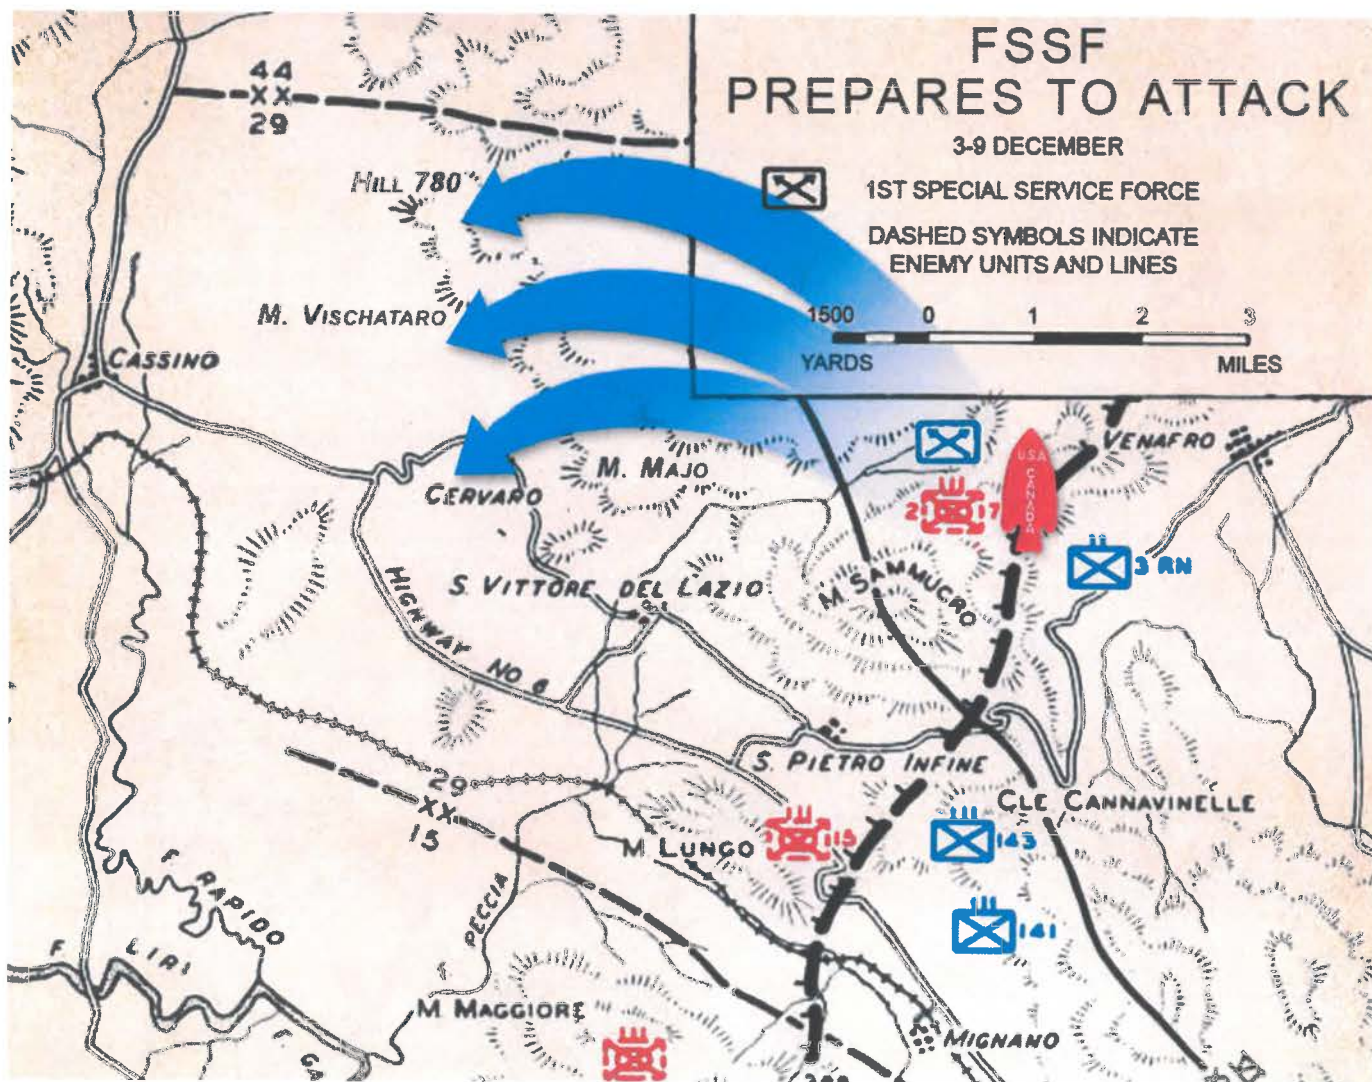 FSSF
PREPARES TO ATTACK
3-9 DECEMBER
1ST SPECIAL SERVICE FORCE
DASHED SYMBOLS INDICATE
ENEMY UNITS AND LINES
1500 0 1 2 3
YARDS MILES
44
XX
29
HILL 780
M. VISCHATARO
CASSINO
CERVARO
M. MAJO
VENAFRO
USA
CANADA
2 7
3 RN
S. VITTORE DEL LAZIO
M. SAMMUCRO
HIGHWAY NO 6
S. PIETRO INFINE
CLE CANNAVINELLE
29
XX
15
M LUNGO
15
143
141
F. RAPIDO
F. LIRI
PECCIA
M MAGGIORE
MIGNANO
F. GA